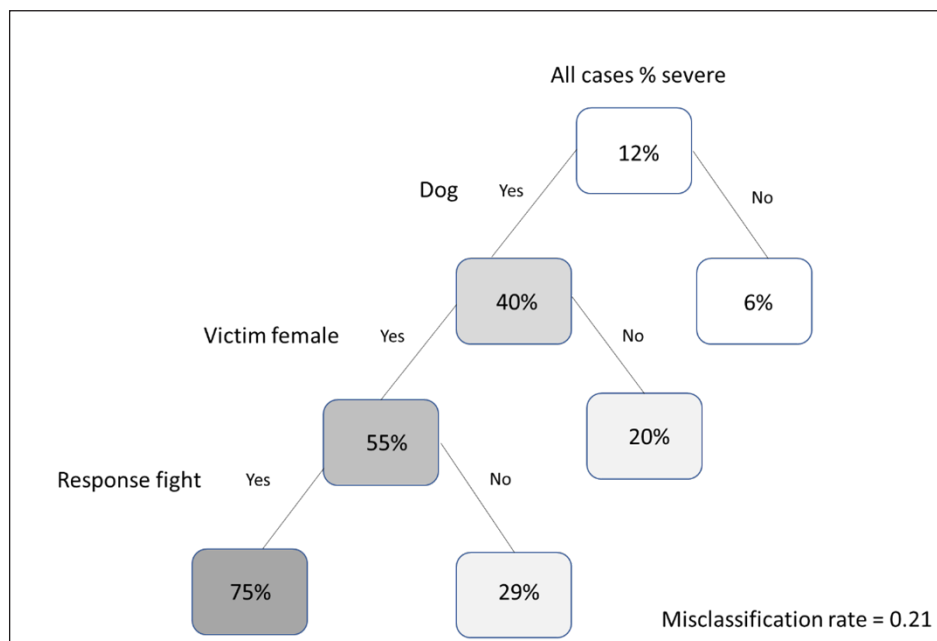 All cases % severe
12%
Dog Yes No
40% 6%
Victim female Yes No
55% 20%
Response fight Yes No
75% 29%
Misclassification rate = 0.21